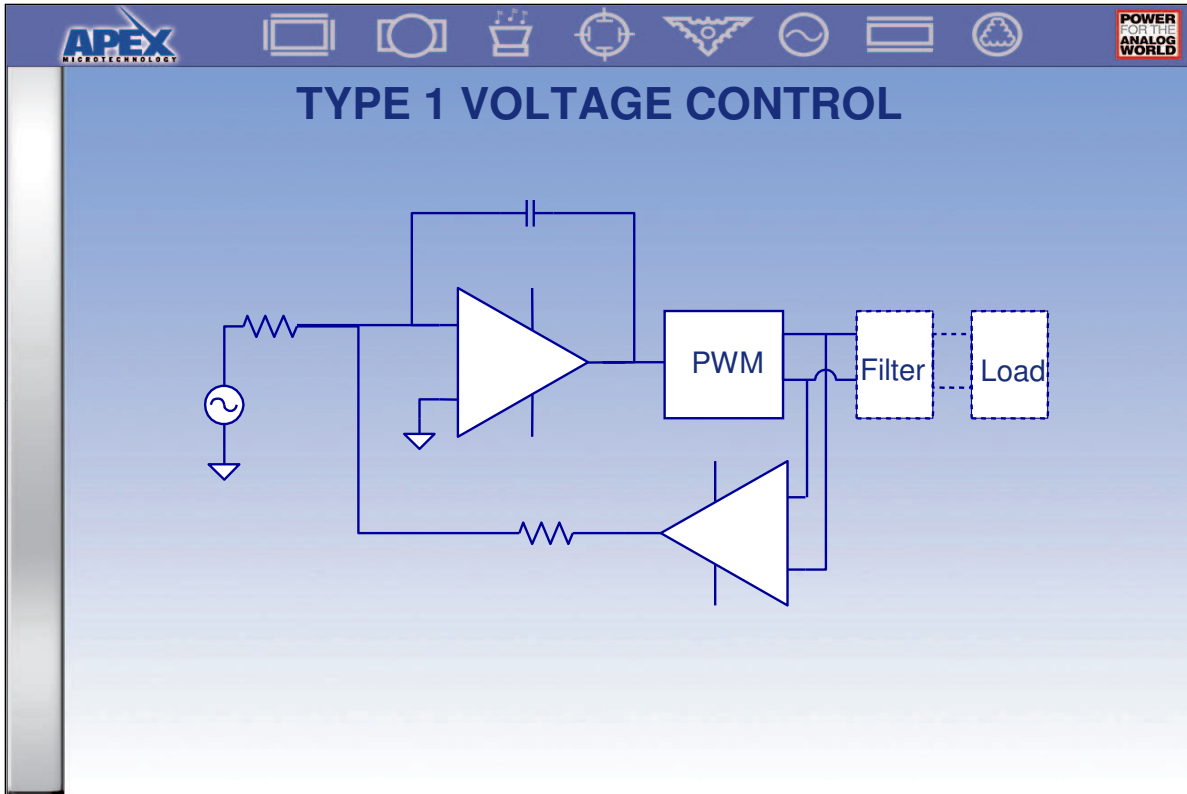 APEX
MICROTECHNOLOGY
POWER
FOR THE
ANALOG
WORLD
TYPE 1 VOLTAGE CONTROL
PWM
Filter
Load